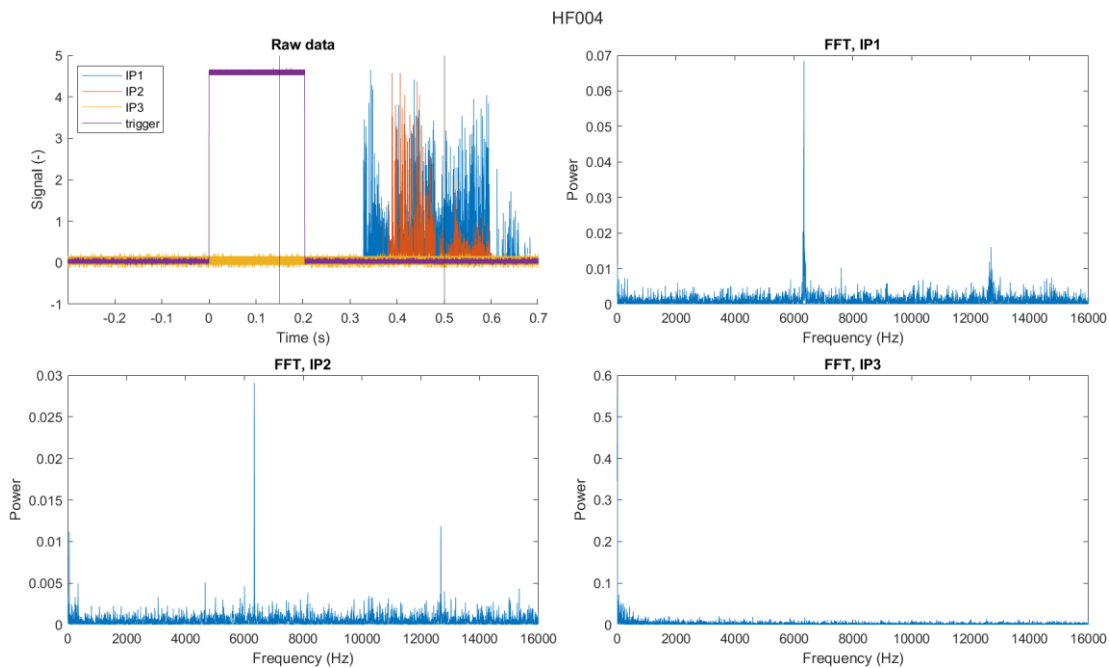 HF004
Raw data
5
4
3
2
1
0
-1
Signal (-)
IP1
IP2
IP3
trigger
-0.2 -0.1 0 0.1 0.2 0.3 0.4 0.5 0.6 0.7
Time (s)
FFT, IP1
0.07
0.06
0.05
0.04
0.03
0.02
0.01
0
Power
0 2000 4000 6000 8000 10000 12000 14000 16000
Frequency (Hz)
FFT, IP2
0.03
0.025
0.02
0.015
0.01
0.005
0
Power
0 2000 4000 6000 8000 10000 12000 14000 16000
Frequency (Hz)
FFT, IP3
0.6
0.5
0.4
0.3
0.2
0.1
0
Power
0 2000 4000 6000 8000 10000 12000 14000 16000
Frequency (Hz)